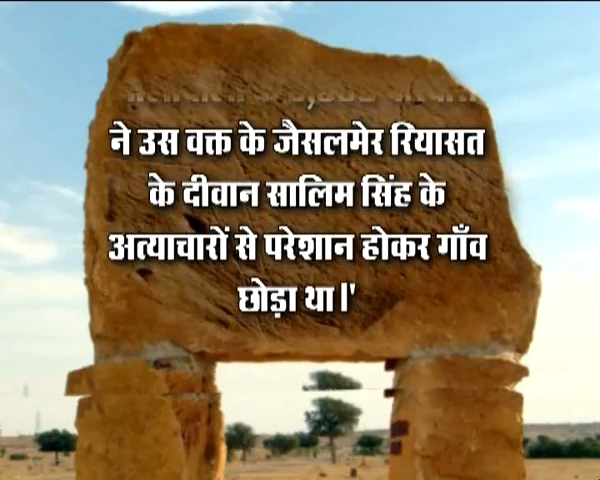 ने उस वक्त के जैसलमेर रियासत
के दीवान सालिम सिंह के
अत्याचारों से परेशान होकर गाँव
छोड़ा था।'